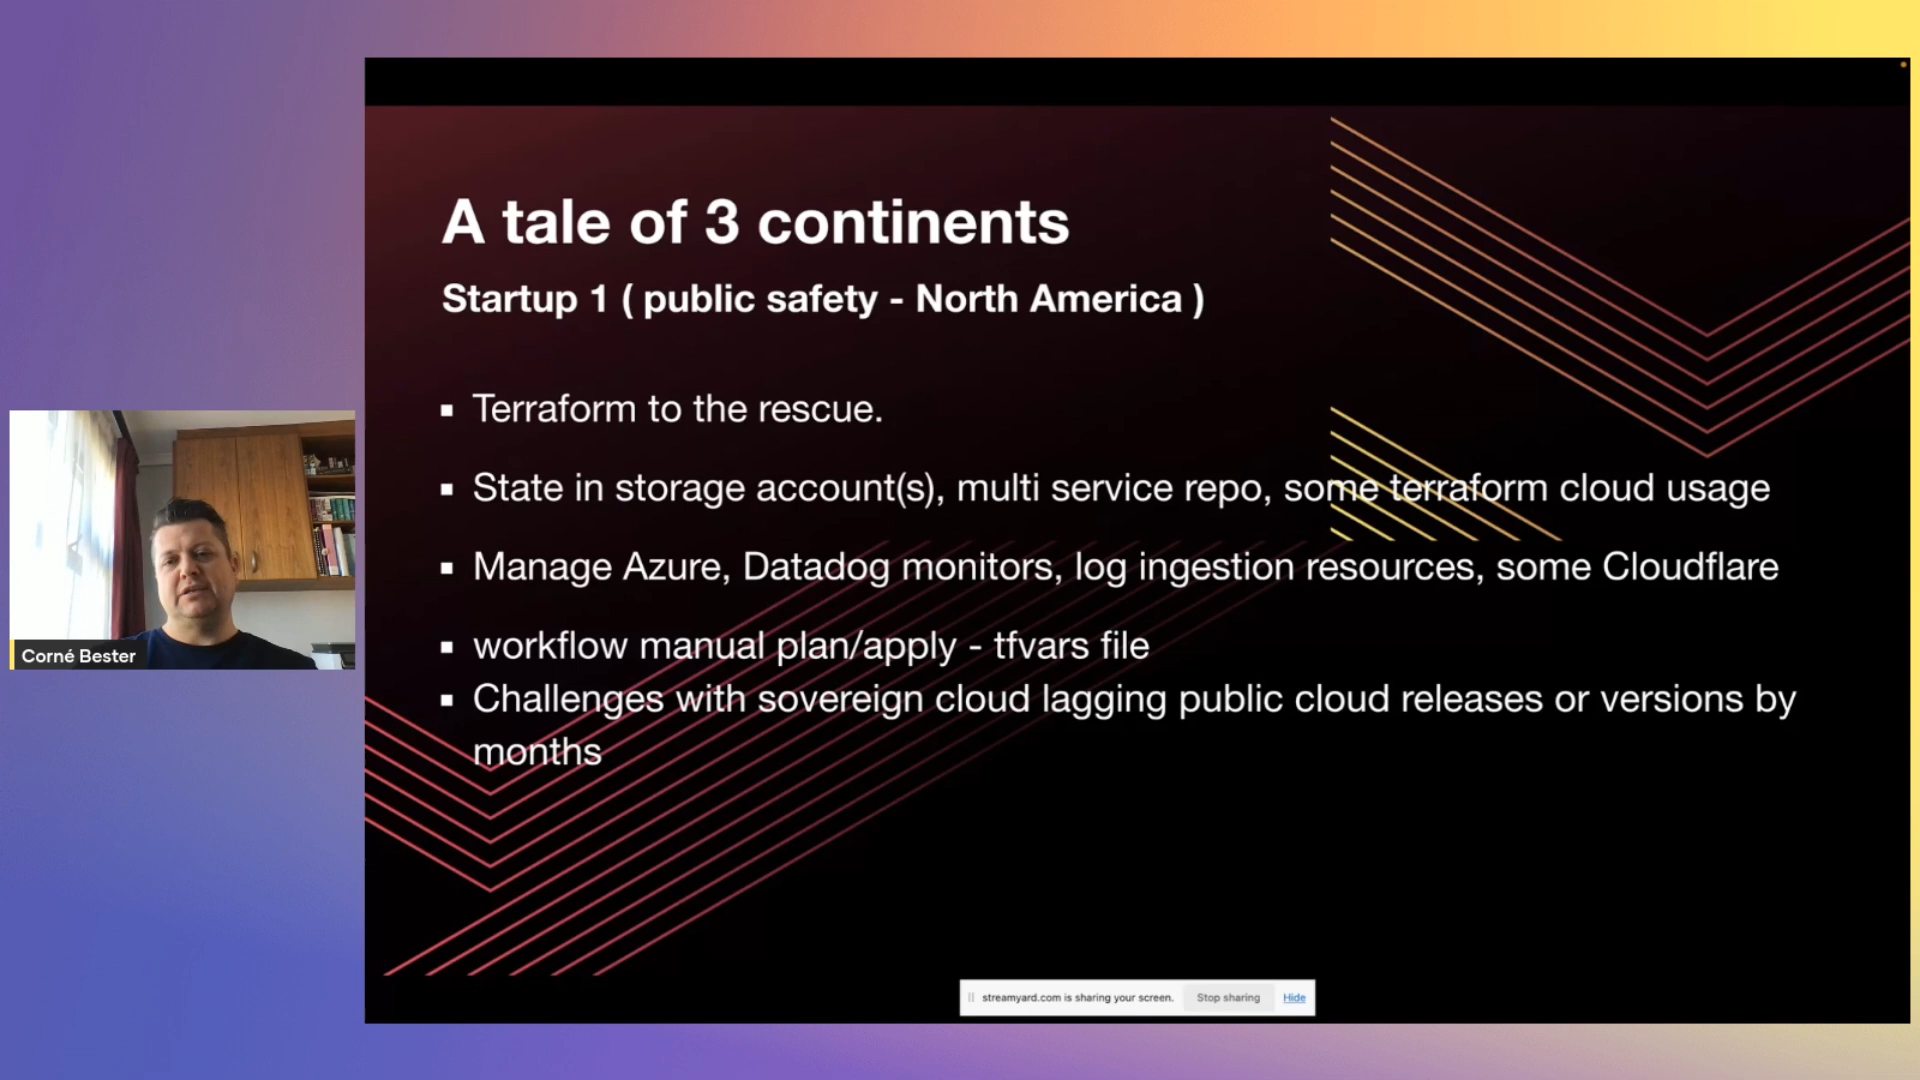 A tale of 3 continents
Startup 1 ( public safety - North America )
▪ Terraform to the rescue.
▪ State in storage account(s), multi service repo, some terraform cloud usage
▪ Manage Azure, Datadog monitors, log ingestion resources, some Cloudflare
▪ workflow manual plan/apply - tfvars file
▪ Challenges with sovereign cloud lagging public cloud releases or versions by
months
Corné Bester
streamyard.com is sharing your screen. Stop sharing Hide